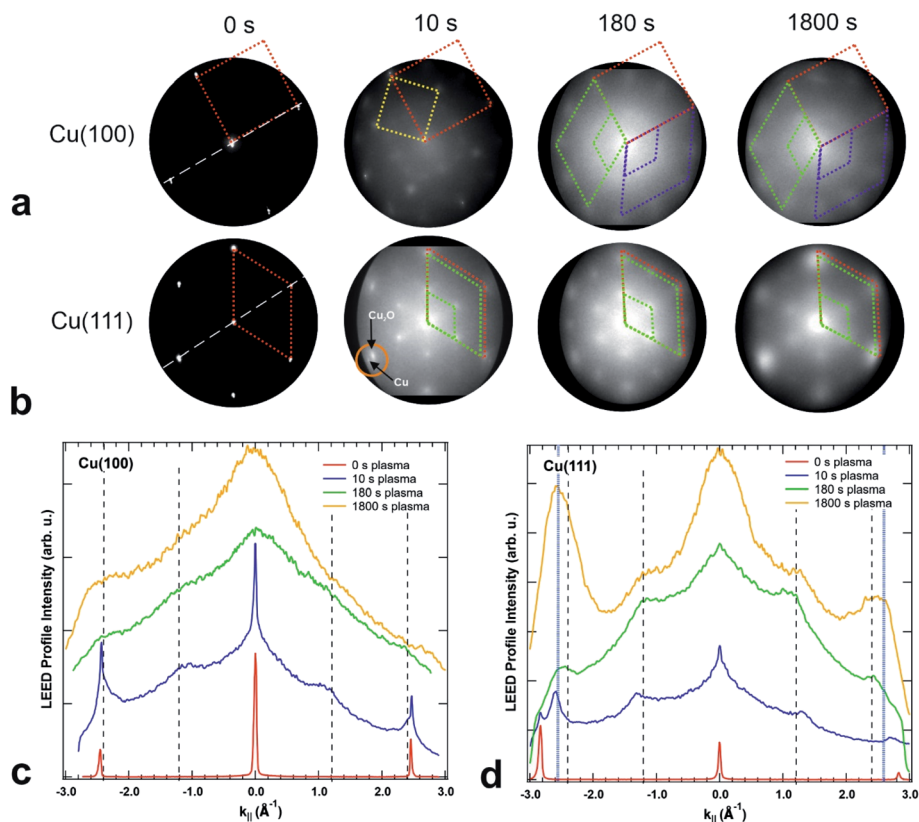 0 s 10 s 180 s 1800 s
Cu(100)
a
Cu(111)
Cu₂O
Cu
b
Cu(100)
0 s plasma
10 s plasma
180 s plasma
1800 s plasma
LEED Profile Intensity (arb. u.)
c
-3.0 -2.0 -1.0 0.0 1.0 2.0 3.0
k|| (Å⁻¹)
Cu(111)
0 s plasma
10 s plasma
180 s plasma
1800 s plasma
LEED Profile Intensity (arb. u.)
d
-3.0 -2.0 -1.0 0.0 1.0 2.0 3.0
k|| (Å⁻¹)